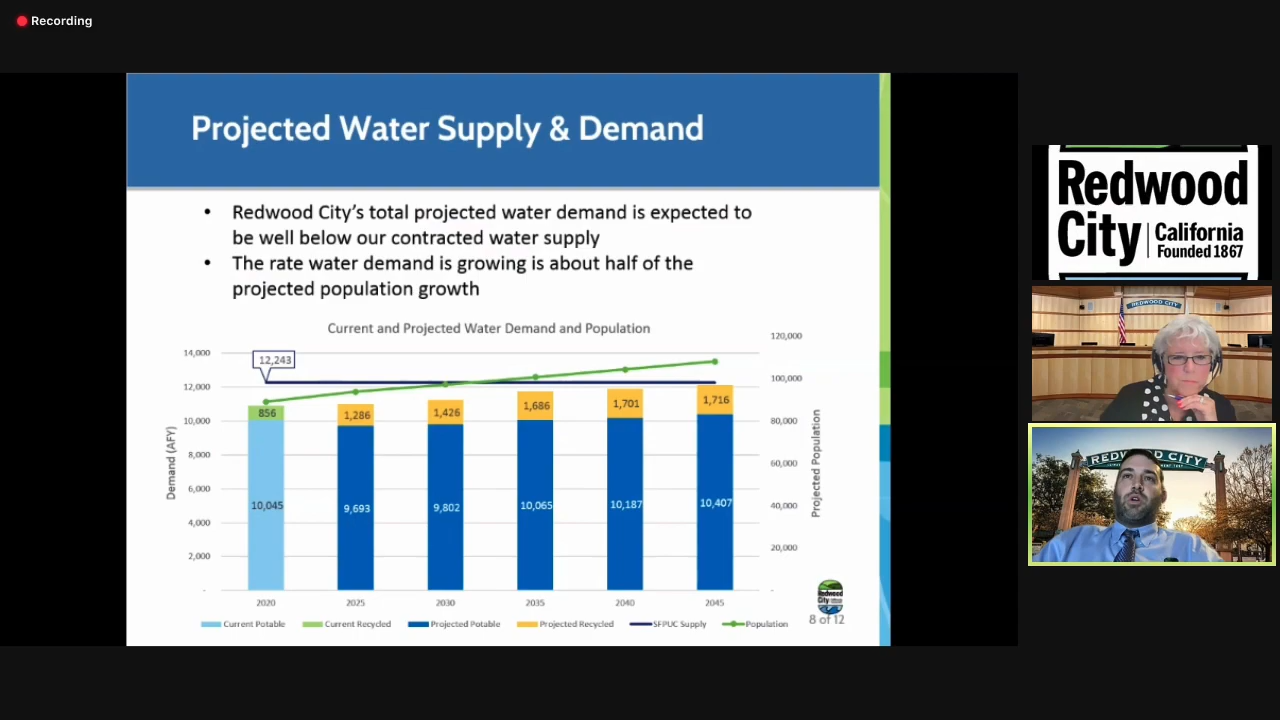 Recording
Projected Water Supply & Demand
• Redwood City's total projected water demand is expected to
be well below our contracted water supply
• The rate water demand is growing is about half of the
projected population growth
Current and Projected Water Demand and Population
14,000
12,000
10,000
8,000
6,000
4,000
2,000
-
Demand (AFY)
12,243
856
1,286
1,426
1,686
1,701
1,716
10,045
9,693
9,802
10,065
10,187
10,407
120,000
100,000
80,000
60,000
40,000
20,000
-
Projected Population
2020 2025 2030 2035 2040 2045
Current Potable Current Recycled Projected Potable Projected Recycled SFPUC Supply Population
Redwood
City
8 of 12
Redwood
City California
Founded 1867
REDWOOD CITY
REDWOOD CITY